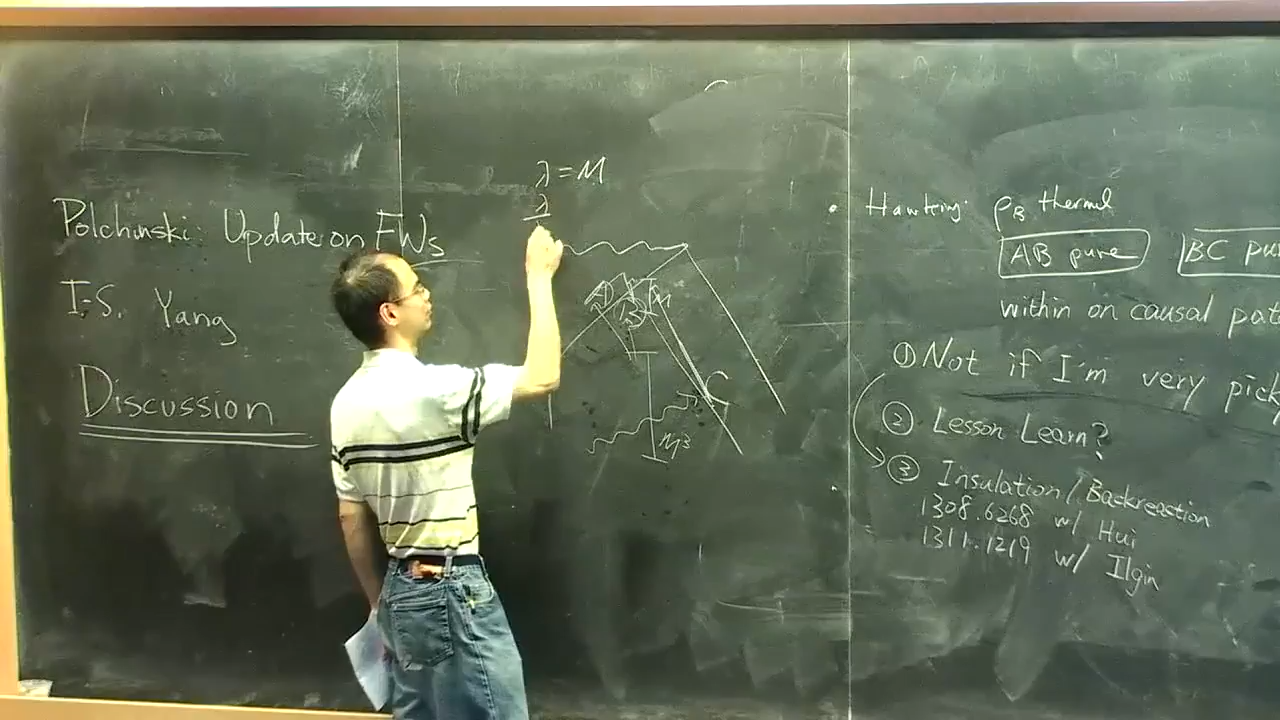 Polchinski: Update on FWs
I-S. Yang
Discussion
λ = M
λ
B
C
M³
• Hawking: ρB thermal
AB pure
BC pu
within on causal pat
① Not if I'm very pick
② Lesson Learn?
③ Insulation / Backreaction
1308.6268 w/ Hui
1311.1219 w/ Ilgin